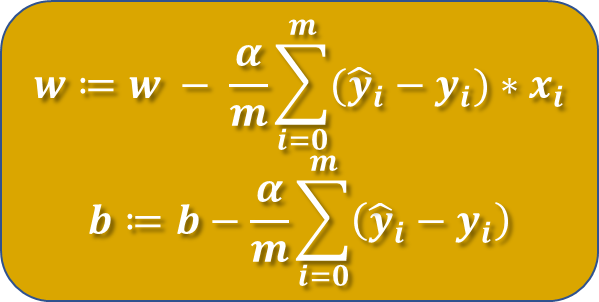 w ≔ w − α/m ∑_{i=0}^{m} (ŷ_i − y_i) ∗ x_i
b ≔ b − α/m ∑_{i=0}^{m} (ŷ_i − y_i)